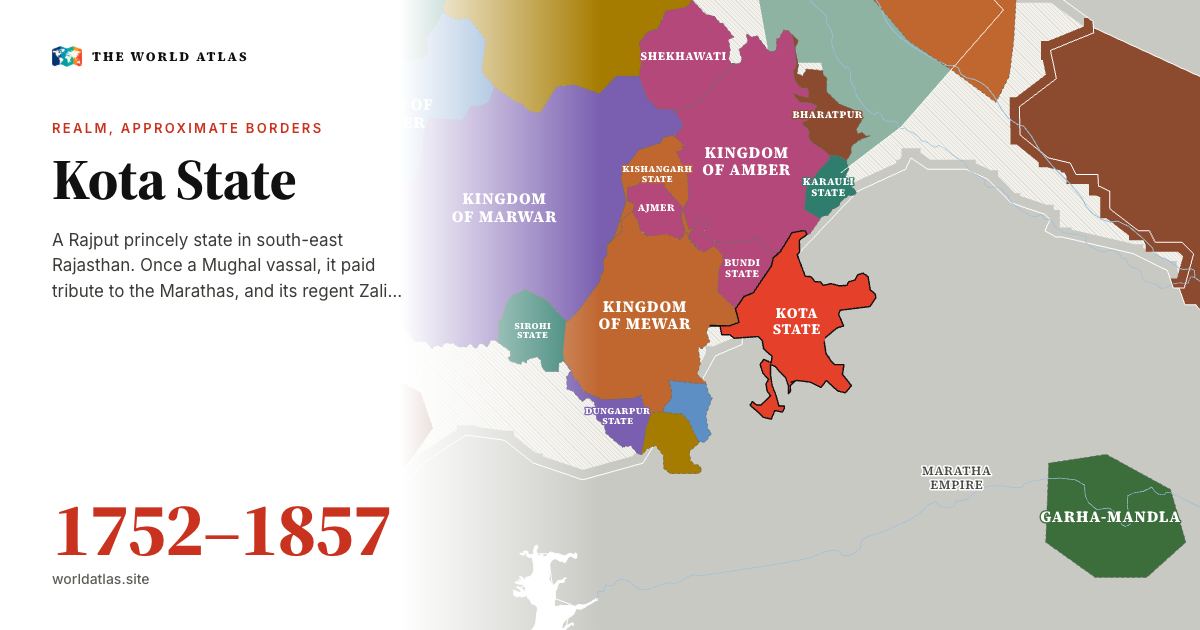 THE WORLD ATLAS
REALM, APPROXIMATE BORDERS
Kota State
A Rajput princely state in south-east
Rajasthan. Once a Mughal vassal, it paid
tribute to the Marathas, and its regent Zali...
1752–1857
worldatlas.site
OF
ER
SHEKHAWATI
BHARATPUR
KINGDOM
OF AMBER
KISHANGARH
STATE
KARAULI
STATE
KINGDOM
OF MARWAR
AJMER
BUNDI
STATE
KINGDOM
OF MEWAR
KOTA
STATE
SIROHI
STATE
DUNGARPUR
STATE
MARATHA
EMPIRE
GARHA-MANDLA